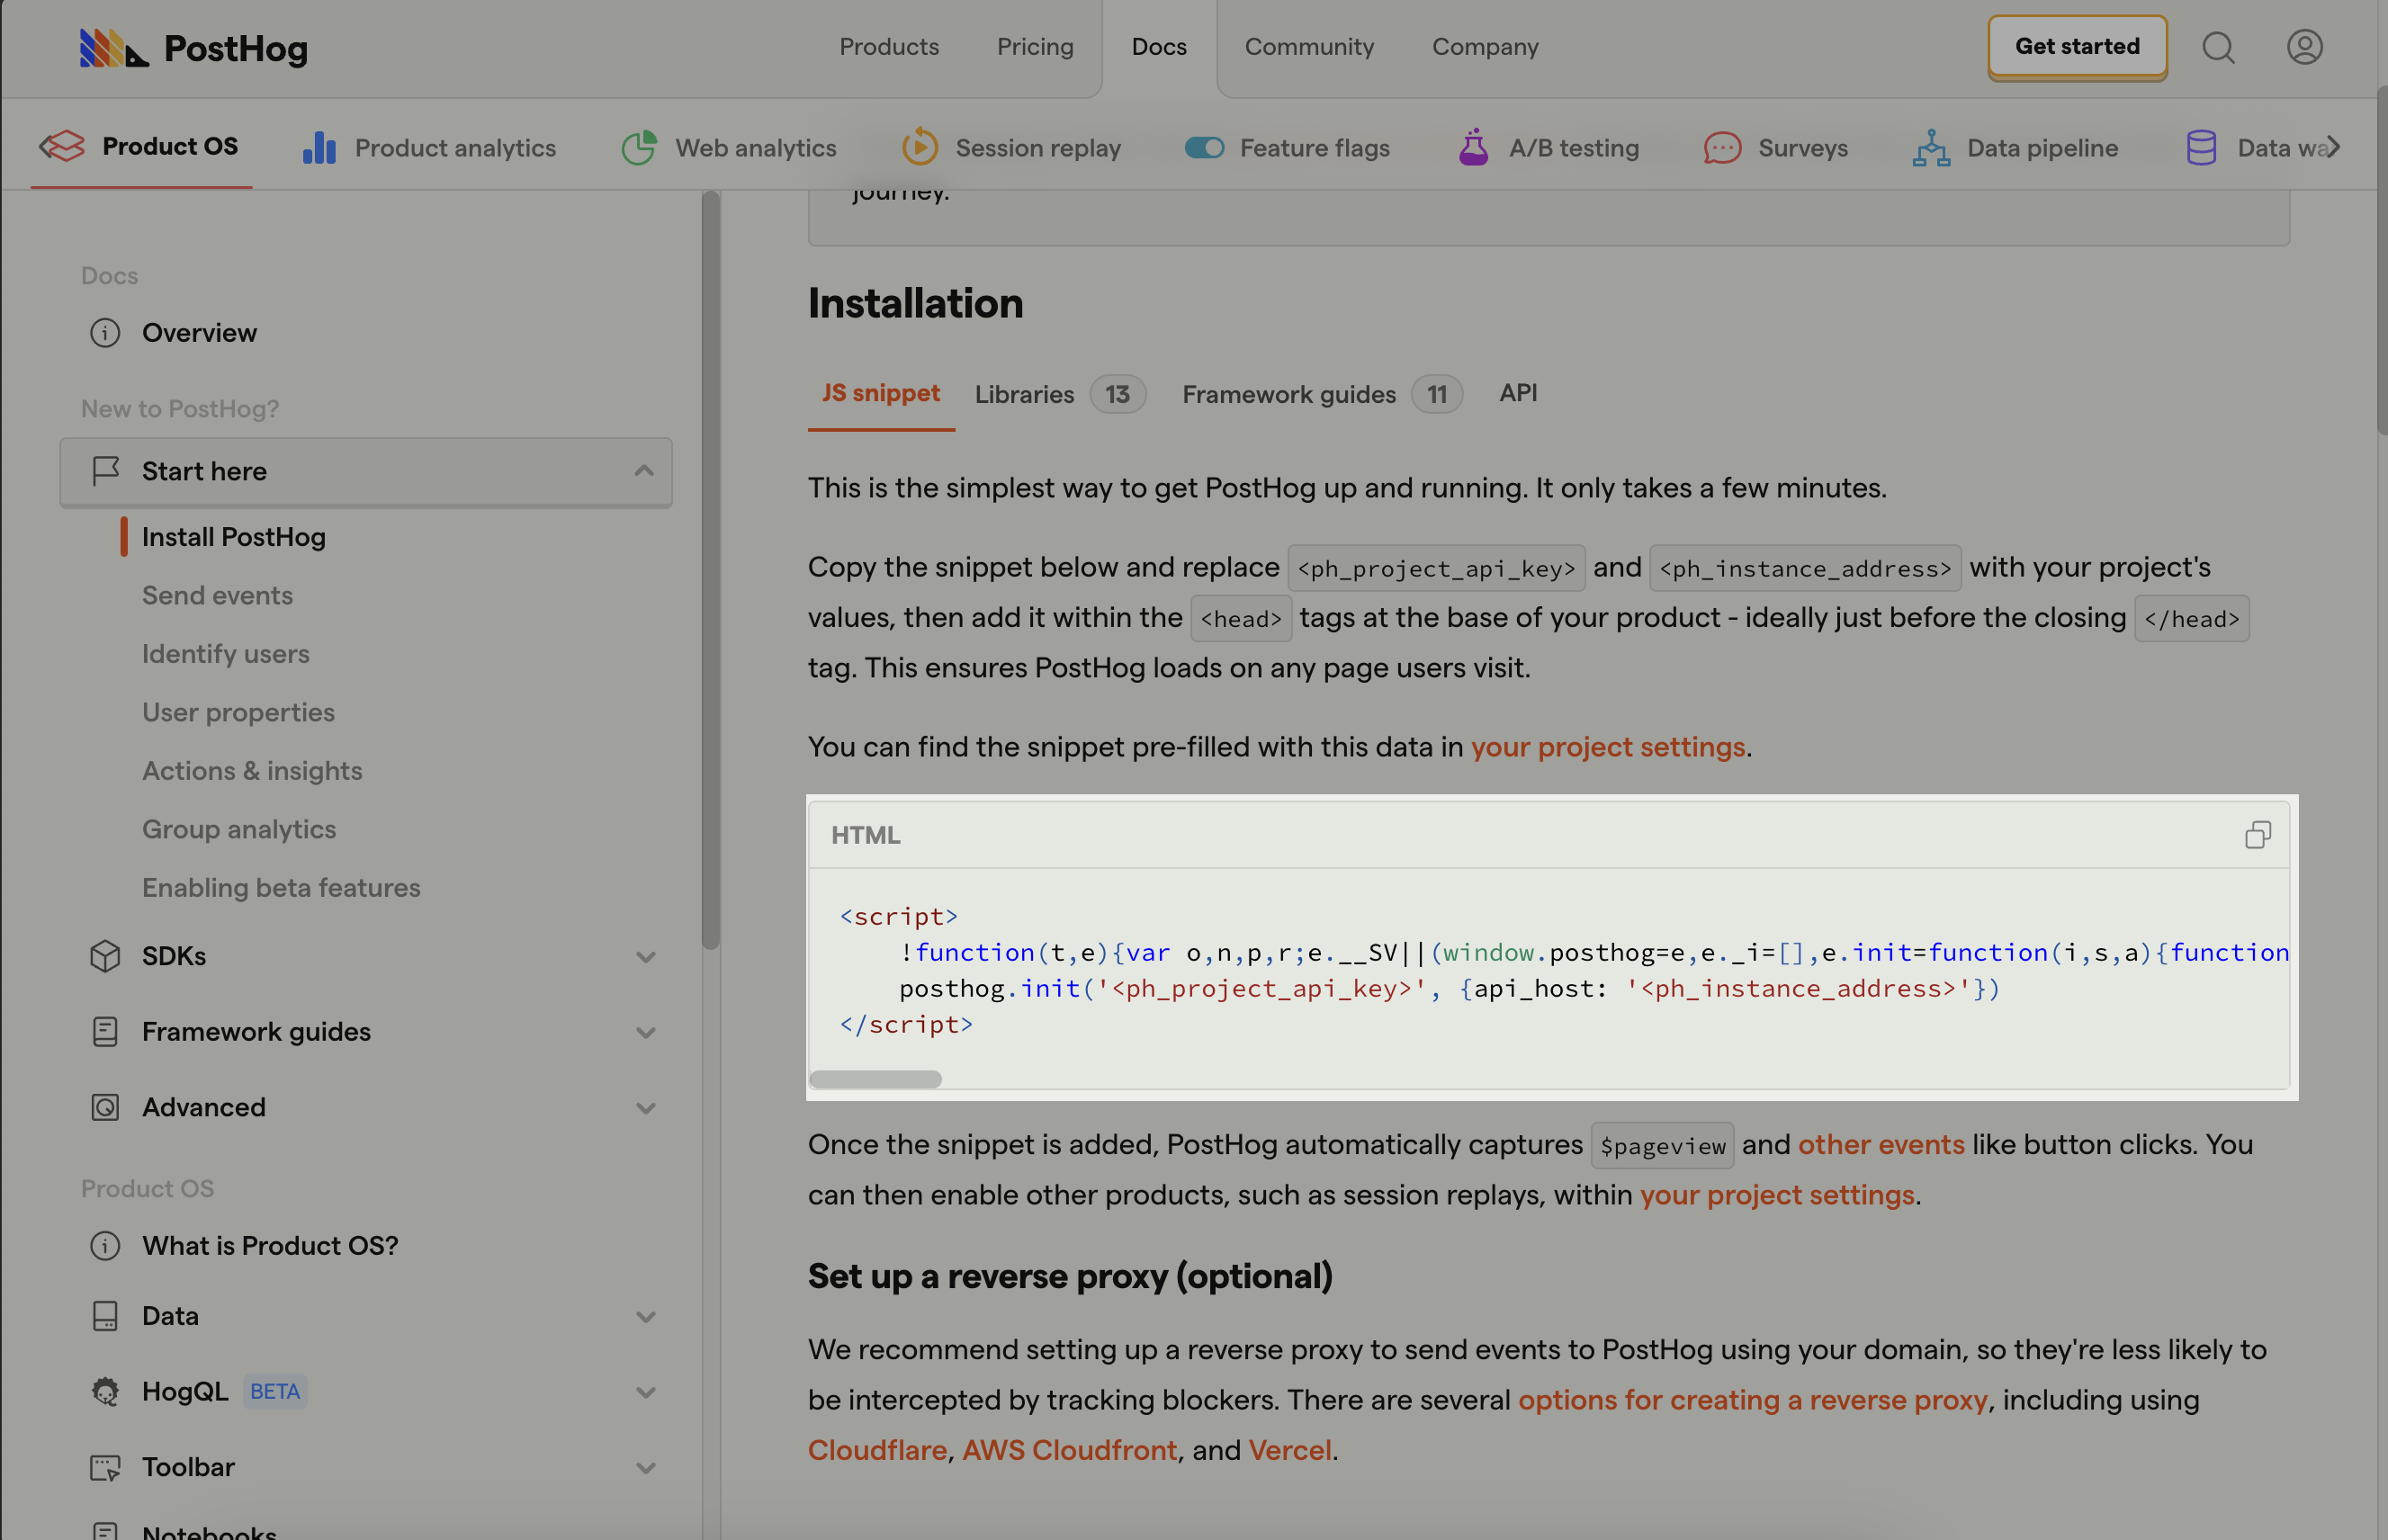 PostHog
Products
Pricing
Docs
Community
Company
Get started
Product OS
Product analytics
Web analytics
Session replay
Feature flags
A/B testing
Surveys
Data pipeline
Data wa
Docs
Overview
New to PostHog?
Start here
Install PostHog
Send events
Identify users
User properties
Actions & insights
Group analytics
Enabling beta features
SDKs
Framework guides
Advanced
Product OS
What is Product OS?
Data
HogQL BETA
Toolbar
Notebooks
journey.
Installation
JS snippet
Libraries 13
Framework guides 11
API
This is the simplest way to get PostHog up and running. It only takes a few minutes.
Copy the snippet below and replace <ph_project_api_key> and <ph_instance_address> with your project's
values, then add it within the <head> tags at the base of your product - ideally just before the closing </head>
tag. This ensures PostHog loads on any page users visit.
You can find the snippet pre-filled with this data in your project settings.
HTML
<script>
!function(t,e){var o,n,p,r;e.__SV||(window.posthog=e,e._i=[],e.init=function(i,s,a){function
posthog.init('<ph_project_api_key>', {api_host: '<ph_instance_address>'})
</script>
Once the snippet is added, PostHog automatically captures $pageview and other events like button clicks. You
can then enable other products, such as session replays, within your project settings.
Set up a reverse proxy (optional)
We recommend setting up a reverse proxy to send events to PostHog using your domain, so they're less likely to
be intercepted by tracking blockers. There are several options for creating a reverse proxy, including using
Cloudflare, AWS Cloudfront, and Vercel.